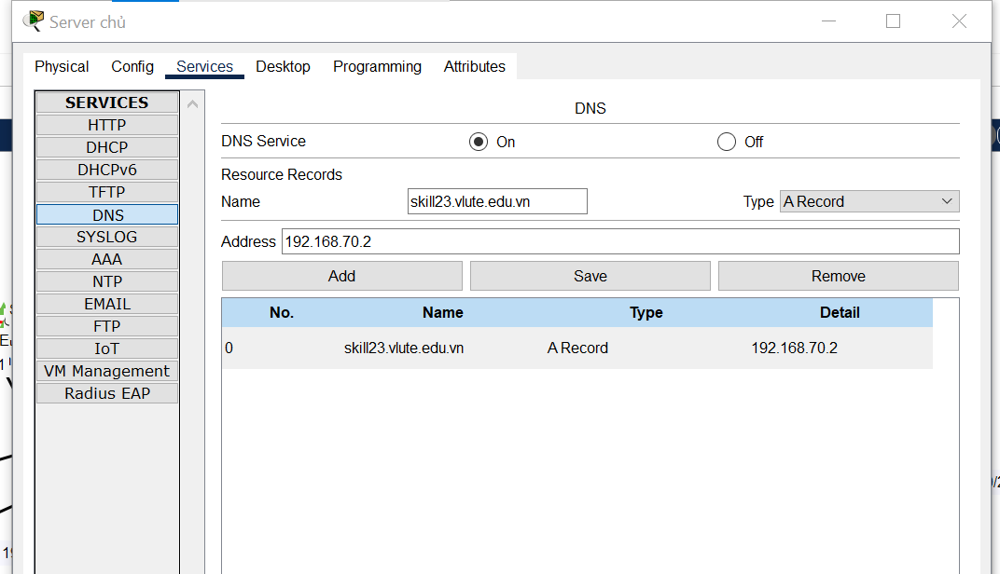 Server chủ
Physical Config Services Desktop Programming Attributes
SERVICES
HTTP
DHCP
DHCPv6
TFTP
DNS
SYSLOG
AAA
NTP
EMAIL
FTP
IoT
VM Management
Radius EAP
DNS
DNS Service On Off
Resource Records
Name skill23.vlute.edu.vn Type A Record
Address 192.168.70.2
Add Save Remove
No. Name Type Detail
0 skill23.vlute.edu.vn A Record 192.168.70.2